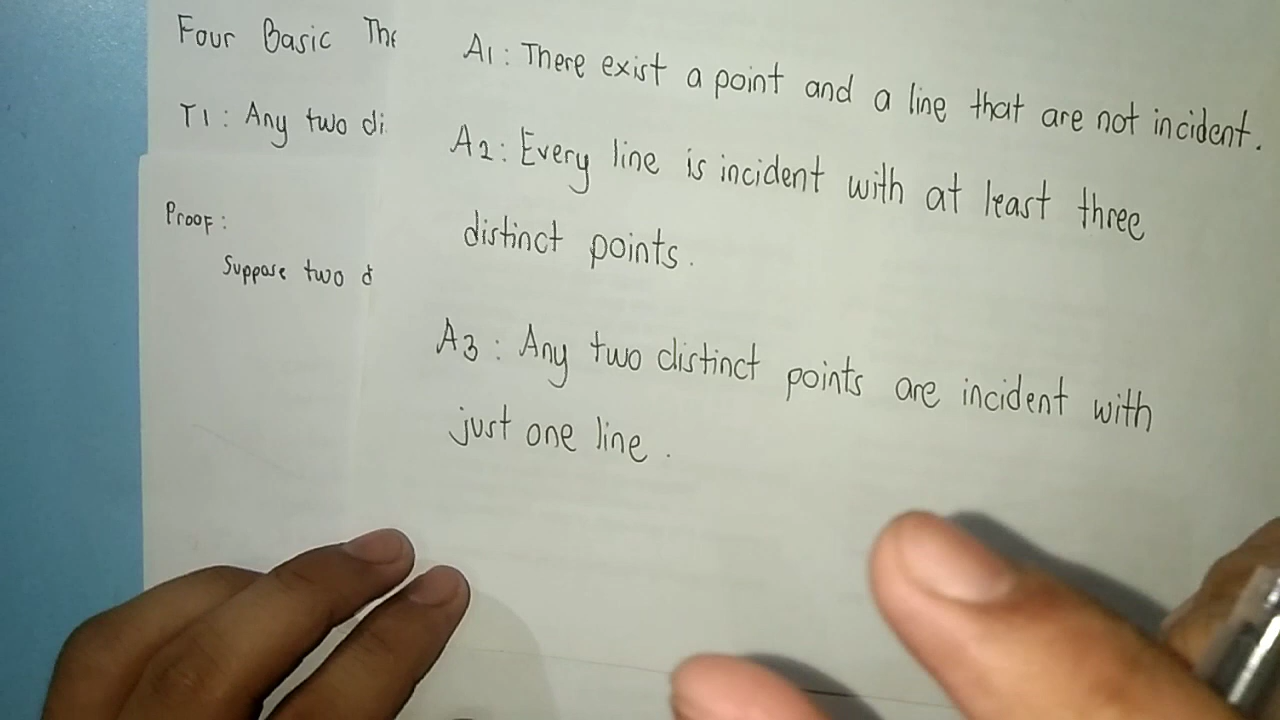 Four Basic The
T1: Any two di
Proof:
Suppose two d
A1: There exist a point and a line that are not incident.
A2: Every line is incident with at least three
distinct points.
A3: Any two distinct points are incident with
just one line.